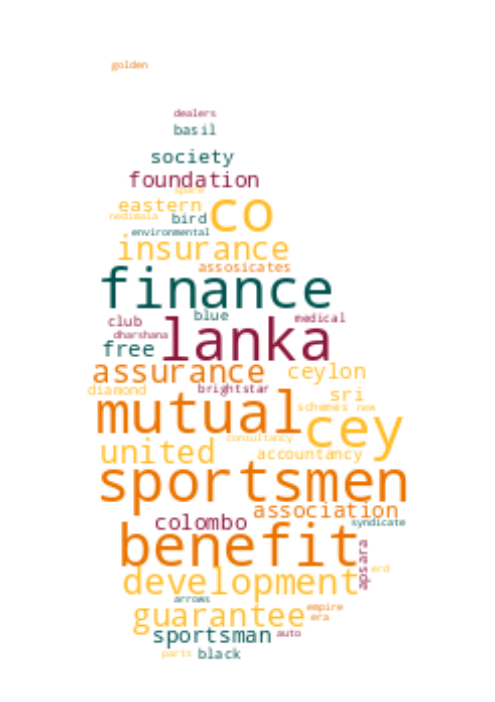 golden
dealers
basil
society
foundation
spare
eastern
nedimala
bird
co
environmental
insurance
assosicates
finance
blue
club
medical
dharshana
lanka
free
assurance
ceylon
diamond
brightstar
sri
mutual
schemes new
cey
consultancy
united
accountancy
sportsmen
association
colombo
syndicate
benefit
apsara
erd
development
arrows
guarantee
empire
era
sportsman
auto
parts
black